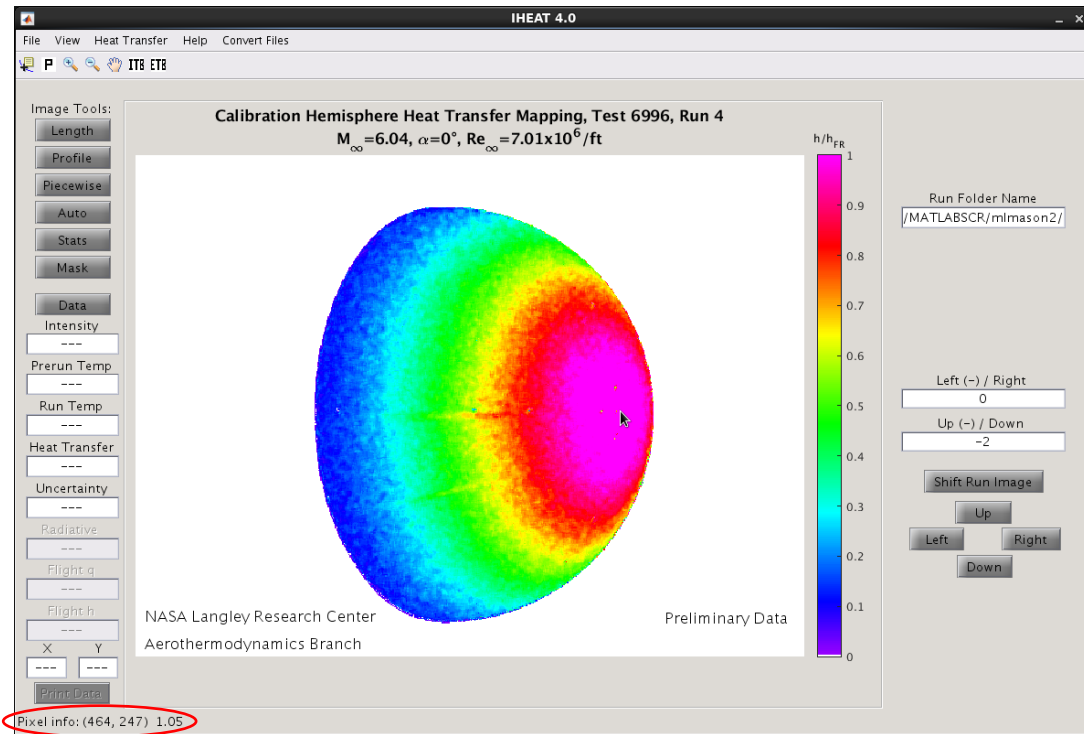 IHEAT 4.0
File View Heat Transfer Help Convert Files
P ITB ETB
Image Tools:
Length
Profile
Piecewise
Auto
Stats
Mask
Data
Intensity
---
Prerun Temp
---
Run Temp
---
Heat Transfer
---
Uncertainty
---
Radiative
---
Flight q
---
Flight h
---
X Y
--- ---
Print Data
Pixel info: (464, 247) 1.05
Calibration Hemisphere Heat Transfer Mapping, Test 6996, Run 4
M∞=6.04, α=0°, Re∞=7.01x10⁶/ft
NASA Langley Research Center
Aerothermodynamics Branch
Preliminary Data
h/hFR
1
0.9
0.8
0.7
0.6
0.5
0.4
0.3
0.2
0.1
0
Run Folder Name
/MATLABSCR/mlmason2/
Left (-) / Right
0
Up (-) / Down
-2
Shift Run Image
Up
Left Right
Down